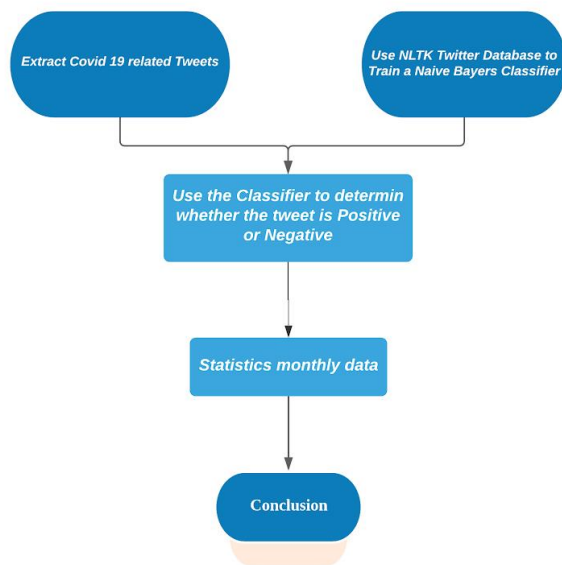 Extract Covid 19 related Tweets
Use NLTK Twitter Database to
Train a Naive Bayers Classifier
Use the Classifier to determin
whether the tweet is Positive
or Negative
Statistics monthly data
Conclusion